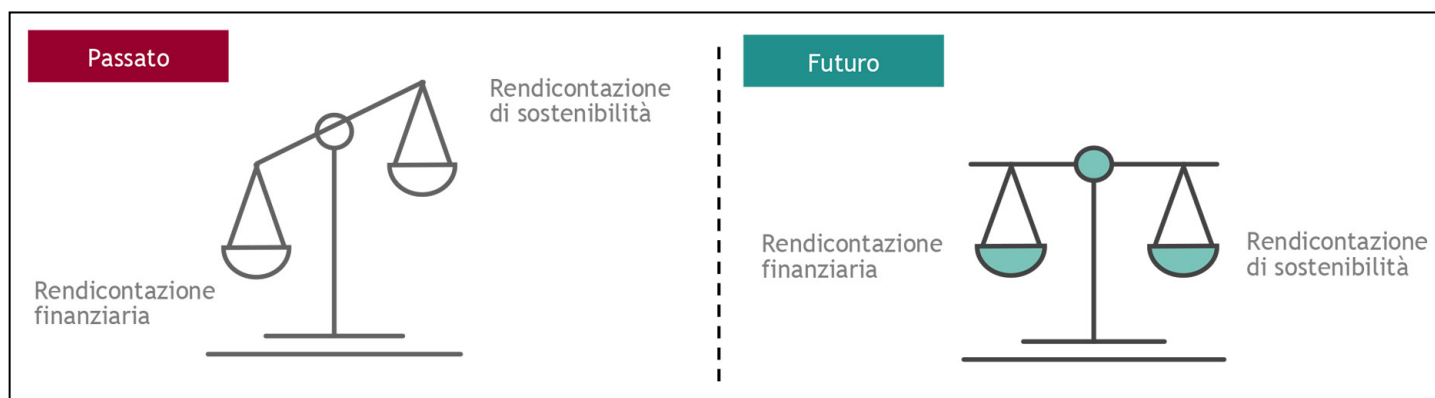 Passato
Rendicontazione
di sostenibilità
Rendicontazione
finanziaria
Futuro
Rendicontazione
finanziaria
Rendicontazione
di sostenibilità